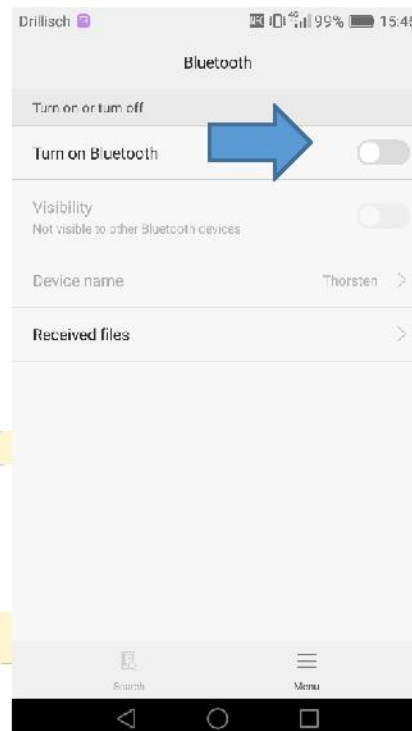 Drillisch 99% 15:45
Bluetooth
Turn on or turn off
Turn on Bluetooth
Visibility
Not visible to other Bluetooth devices
Device name Thorsten
Received files
Search Menu